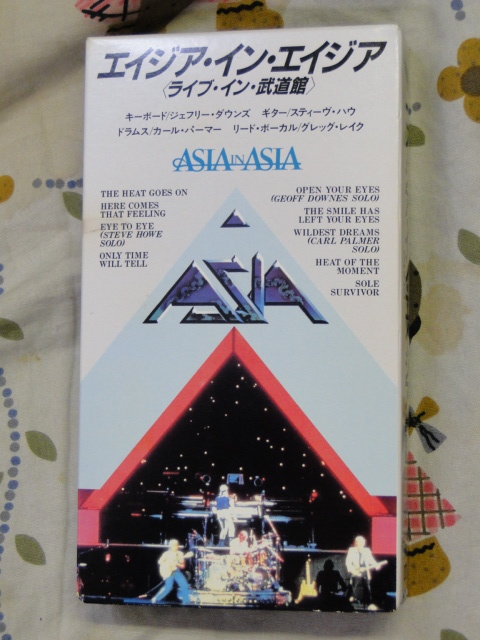 エイジア・イン・エイジア
〈ライブ・イン・武道館〉
キーボード/ジェフリー・ダウンズ ギター/スティーヴ・ハウ
ドラムス/カール・パーマー リード・ボーカル/グレッグ・レイク
ASIA IN ASIA
THE HEAT GOES ON
HERE COMES
THAT FEELING
EYE TO EYE
(STEVE HOWE
SOLO)
ONLY TIME
WILL TELL
OPEN YOUR EYES
(GEOFF DOWNES SOLO)
THE SMILE HAS
LEFT YOUR EYES
WILDEST DREAMS
(CARL PALMER
SOLO)
HEAT OF THE
MOMENT
SOLE
SURVIVOR
ASIA